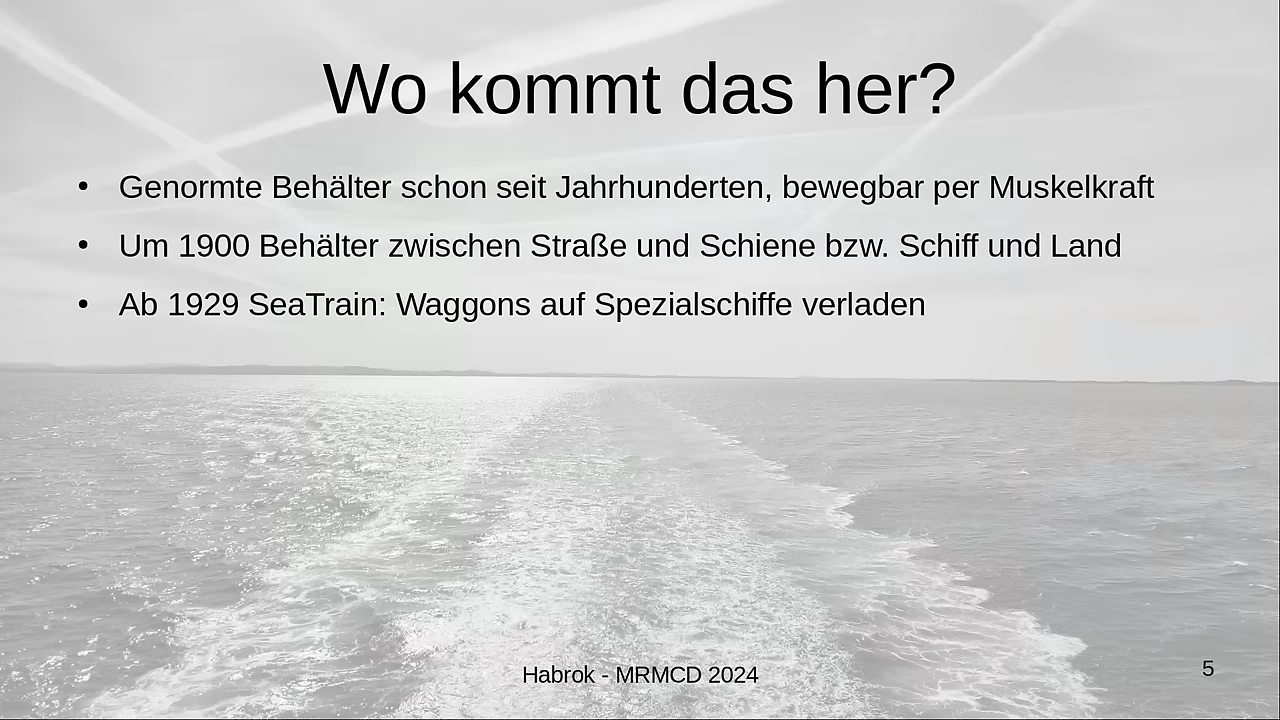 Wo kommt das her?
• Genormte Behälter schon seit Jahrhunderten, bewegbar per Muskelkraft
• Um 1900 Behälter zwischen Straße und Schiene bzw. Schiff und Land
• Ab 1929 SeaTrain: Waggons auf Spezialschiffe verladen
Habrok - MRMCD 2024
5